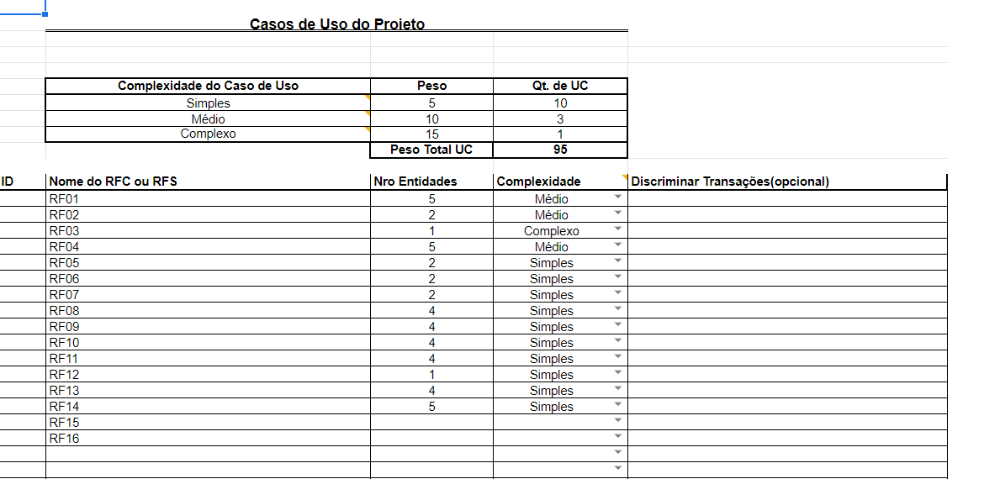 Casos de Uso do Projeto
Complexidade do Caso de Uso Peso Qt. de UC
Simples 5 10
Médio 10 3
Complexo 15 1
Peso Total UC 95
ID Nome do RFC ou RFS Nro Entidades Complexidade Discriminar Transações(opcional)
RF01 5 Médio
RF02 2 Médio
RF03 1 Complexo
RF04 5 Médio
RF05 2 Simples
RF06 2 Simples
RF07 2 Simples
RF08 4 Simples
RF09 4 Simples
RF10 4 Simples
RF11 4 Simples
RF12 1 Simples
RF13 4 Simples
RF14 5 Simples
RF15
RF16